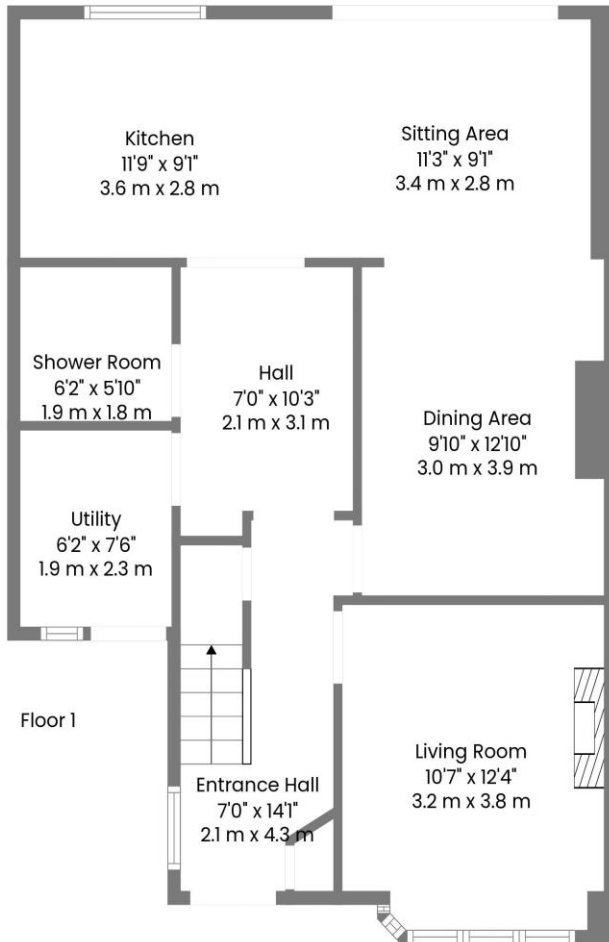 Kitchen
11'9" x 9'1"
3.6 m x 2.8 m
Sitting Area
11'3" x 9'1"
3.4 m x 2.8 m
Shower Room
6'2" x 5'10"
1.9 m x 1.8 m
Hall
7'0" x 10'3"
2.1 m x 3.1 m
Dining Area
9'10" x 12'10"
3.0 m x 3.9 m
Utility
6'2" x 7'6"
1.9 m x 2.3 m
Floor 1
Living Room
10'7" x 12'4"
3.2 m x 3.8 m
Entrance Hall
7'0" x 14'1"
2.1 m x 4.3 m